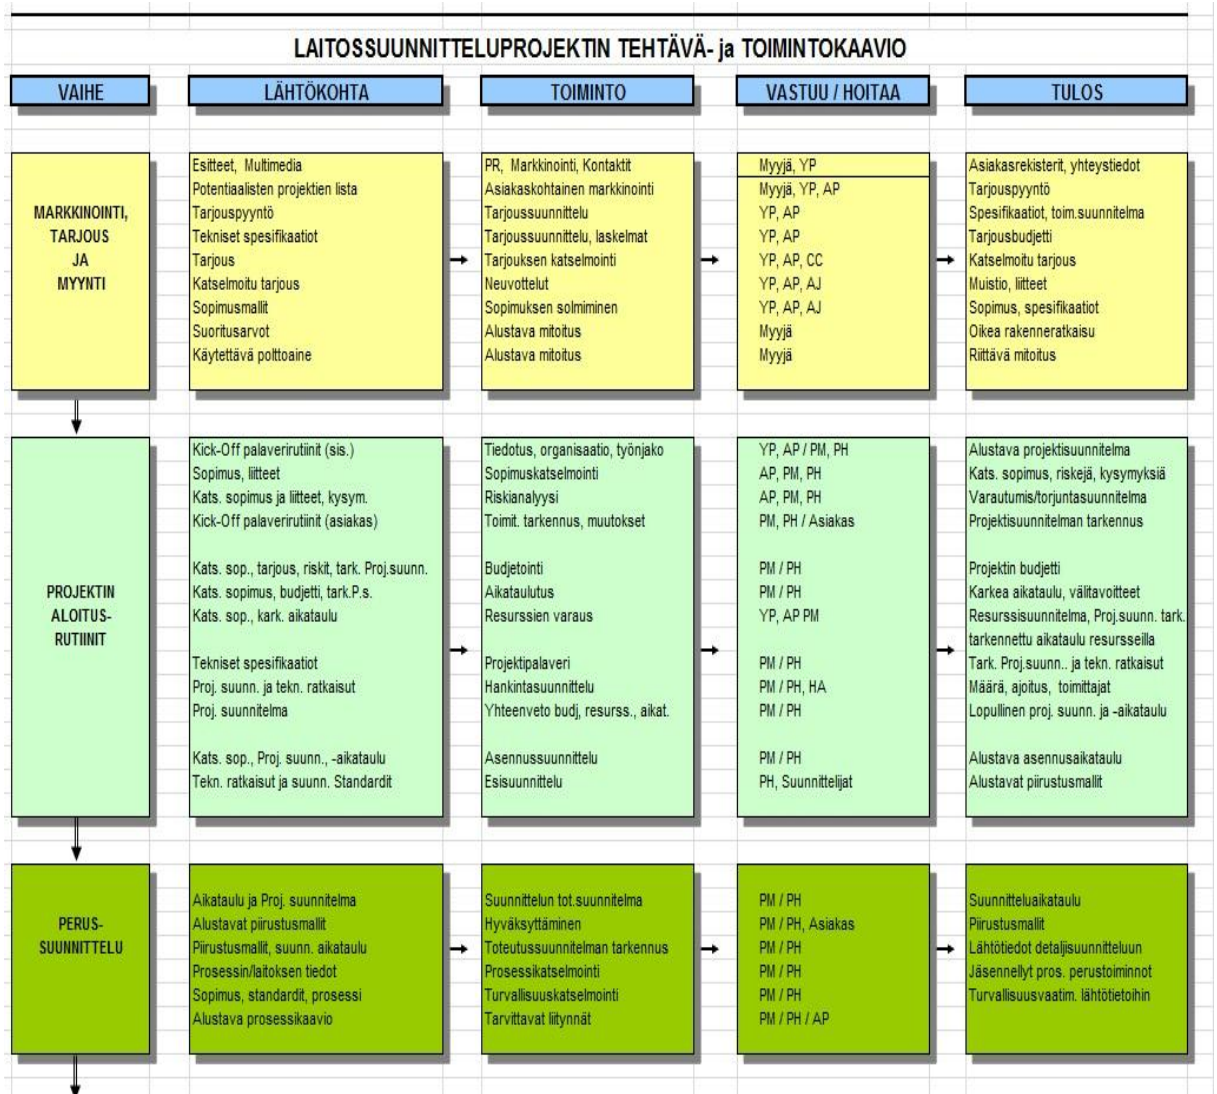 LAITOSSUUNNITTELUPROJEKTIN TEHTÄVÄ- ja TOIMINTOKAAVIO
VAIHE LÄHTÖKOHTA TOIMINTO VASTUU / HOITAA TULOS
MARKKINOINTI,
TARJOUS
JA
MYYNTI
Esitteet, Multimedia
Potentiaalisten projektien lista
Tarjouspyyntö
Tekniset spesifikaatiot
Tarjous
Katselmoitu tarjous
Sopimusmallit
Suoritusarvot
Käytettävä polttoaine
PR, Markkinointi, Kontaktit
Asiakaskohtainen markkinointi
Tarjoussuunnittelu
Tarjoussuunnittelu, laskelmat
Tarjouksen katselmointi
Neuvottelut
Sopimuksen solmiminen
Alustava mitoitus
Alustava mitoitus
Myyjä, YP
Myyjä, YP, AP
YP, AP
YP, AP
YP, AP, CC
YP, AP, AJ
YP, AP, AJ
Myyjä
Myyjä
Asiakasrekisterit, yhteystiedot
Tarjouspyyntö
Spesifikaatiot, toim.suunnitelma
Tarjousbudjetti
Katselmoitu tarjous
Muistio, liitteet
Sopimus, spesifikaatiot
Oikea rakenneratkaisu
Riittävä mitoitus
PROJEKTIN
ALOITUS-
RUTIINIT
Kick-Off palaverirutiinit (sis.)
Sopimus, liitteet
Kats. sopimus ja liitteet, kysym.
Kick-Off palaverirutiinit (asiakas)
Kats. sop., tarjous, riskit, tark. Proj.suunn.
Kats. sopimus, budjetti, tark.P.s.
Kats. sop., kark. aikataulu
Tekniset spesifikaatiot
Proj. suunn. ja tekn. ratkaisut
Proj. suunnitelma
Kats. sop., Proj. suunn., -aikataulu
Tekn. ratkaisut ja suunn. Standardit
Tiedotus, organisaatio, työnjako
Sopimuskatselmointi
Riskianalyysi
Toimit. tarkennus, muutokset
Budjetointi
Aikataulutus
Resurssien varaus
Projektipalaveri
Hankintasuunnittelu
Yhteenveto budj, resurss., aikat.
Asennussuunnittelu
Esisuunnittelu
YP, AP / PM, PH
AP, PM, PH
AP, PM, PH
PM, PH / Asiakas
PM / PH
PM / PH
YP, AP PM
PM / PH
PM / PH, HA
PM / PH
PM / PH
PH, Suunnittelijat
Alustava projektisuunnitelma
Kats. sopimus, riskejä, kysymyksiä
Varautumis/torjuntasuunnitelma
Projektisuunnitelman tarkennus
Projektin budjetti
Karkea aikataulu, välitavoitteet
Resurssisuunnitelma, Proj.suunn. tark.
tarkennettu aikataulu resursseilla
Tark. Proj.suunn.. ja tekn. ratkaisut
Määrä, ajoitus, toimittajat
Lopullinen proj. suunn. ja -aikataulu
Alustava asennusaikataulu
Alustavat piirustusmallit
PERUS-
SUUNNITTELU
Aikataulu ja Proj. suunnitelma
Alustavat piirustusmallit
Piirustusmallit, suunn. aikataulu
Prosessin/laitoksen tiedot
Sopimus, standardit, prosessi
Alustava prosessikaavio
Suunnittelun tot.suunnitelma
Hyväksyttäminen
Toteutussuunnitelman tarkennus
Prosessikatselmointi
Turvallisuuskatselmointi
Tarvittavat liitynnät
PM / PH
PM / PH, Asiakas
PM / PH
PM / PH
PM / PH
PM / PH / AP
Suunnitteluaikataulu
Piirustusmallit
Lähtötiedot detaljisuunnitteluun
Jäsennellyt pros. perustoiminnot
Turvallisuusvaatim. lähtötietoihin